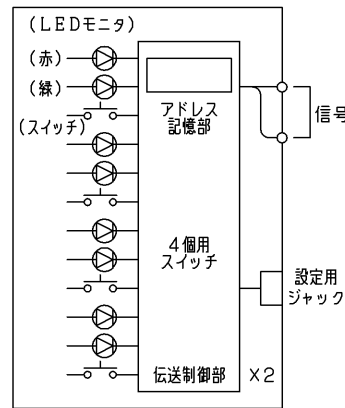 (LEDモニタ)
(赤)
(緑)
(スイッチ)
アドレス
記憶部
信号
4個用
スイッチ
設定用
ジャック
伝送制御部
×2